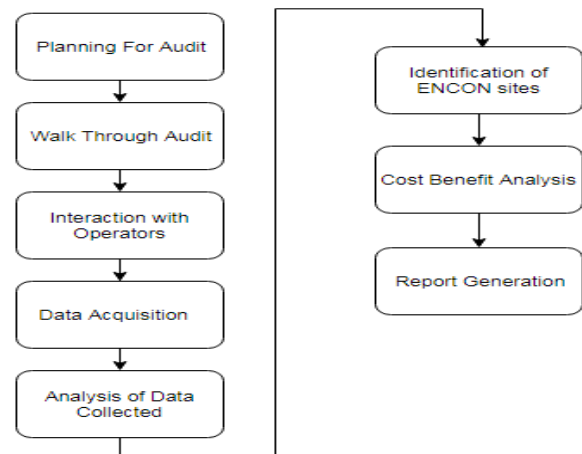 Planning For Audit
Walk Through Audit
Interaction with
Operators
Data Acquisition
Analysis of Data
Collected
Identification of
ENCON sites
Cost Benefit Analysis
Report Generation